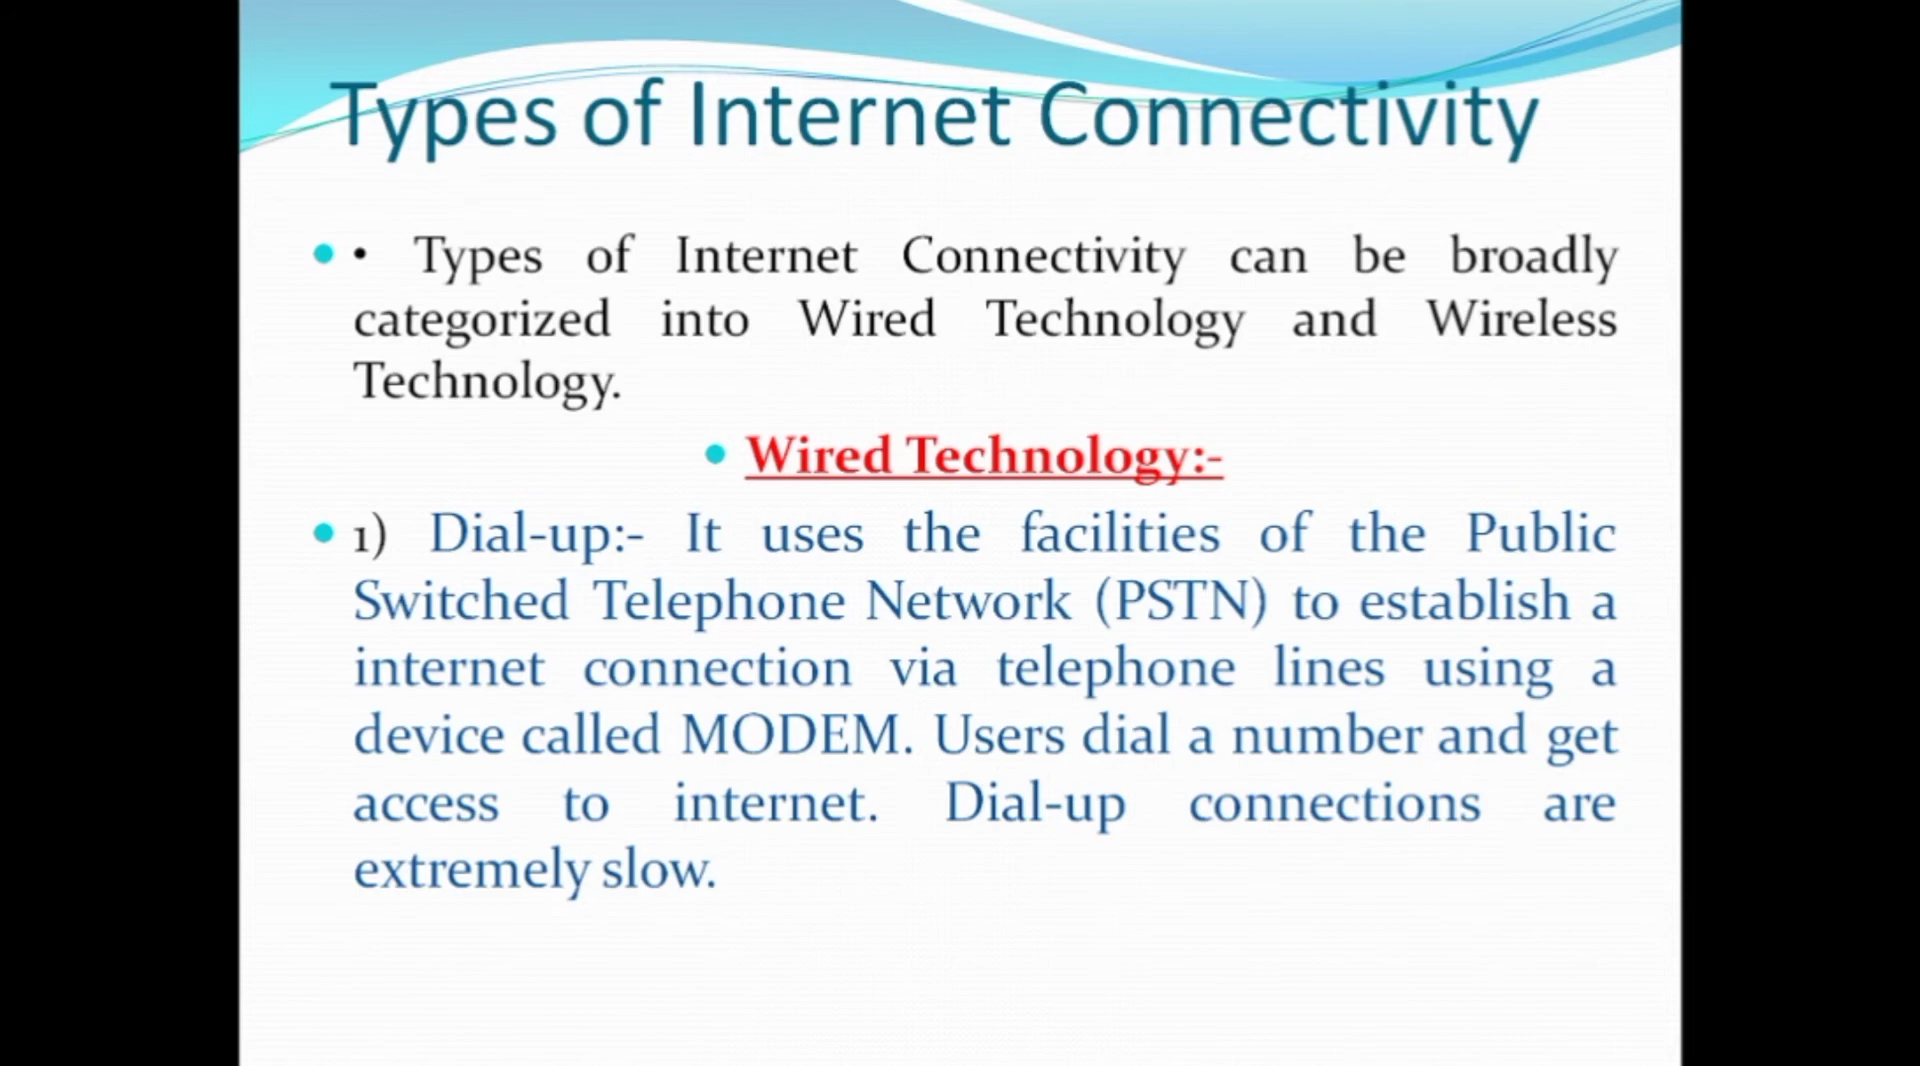 Types of Internet Connectivity
• • Types of Internet Connectivity can be broadly
categorized into Wired Technology and Wireless
Technology.
• Wired Technology:-
• 1) Dial-up:- It uses the facilities of the Public
Switched Telephone Network (PSTN) to establish a
internet connection via telephone lines using a
device called MODEM. Users dial a number and get
access to internet. Dial-up connections are
extremely slow.